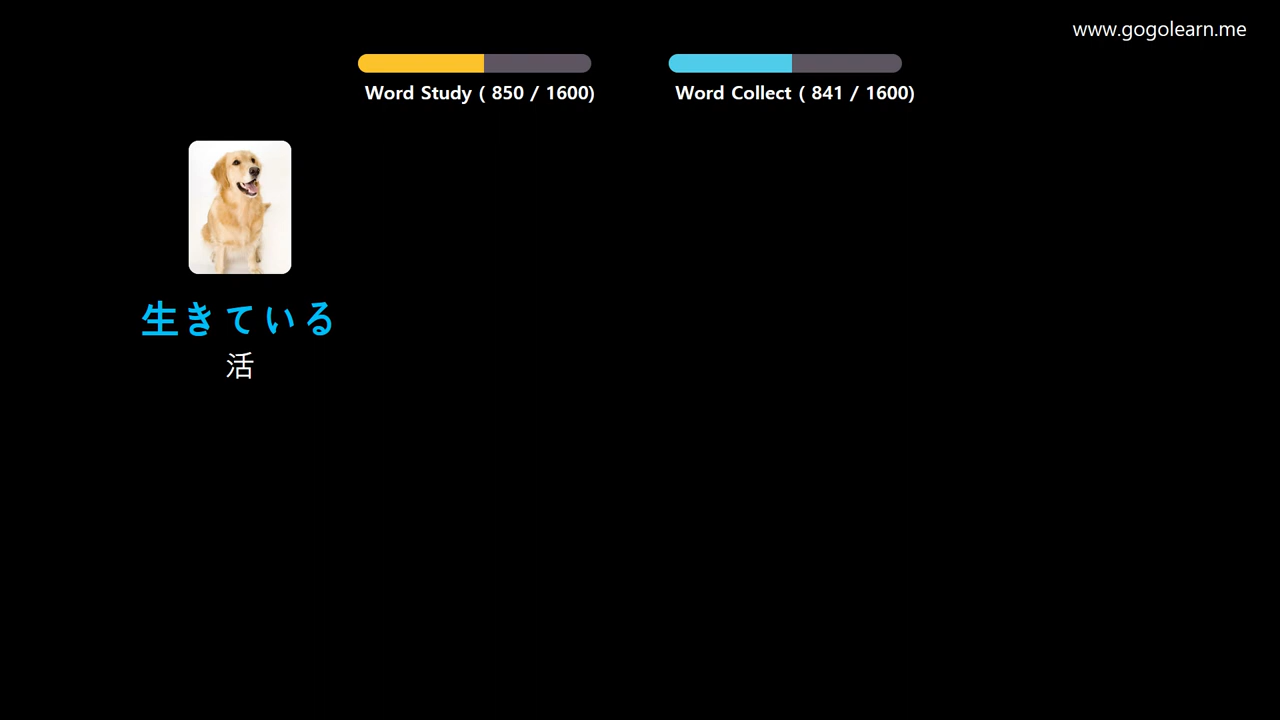 www.gogolearn.me
Word Study ( 850 / 1600)
Word Collect ( 841 / 1600)
生きている
活